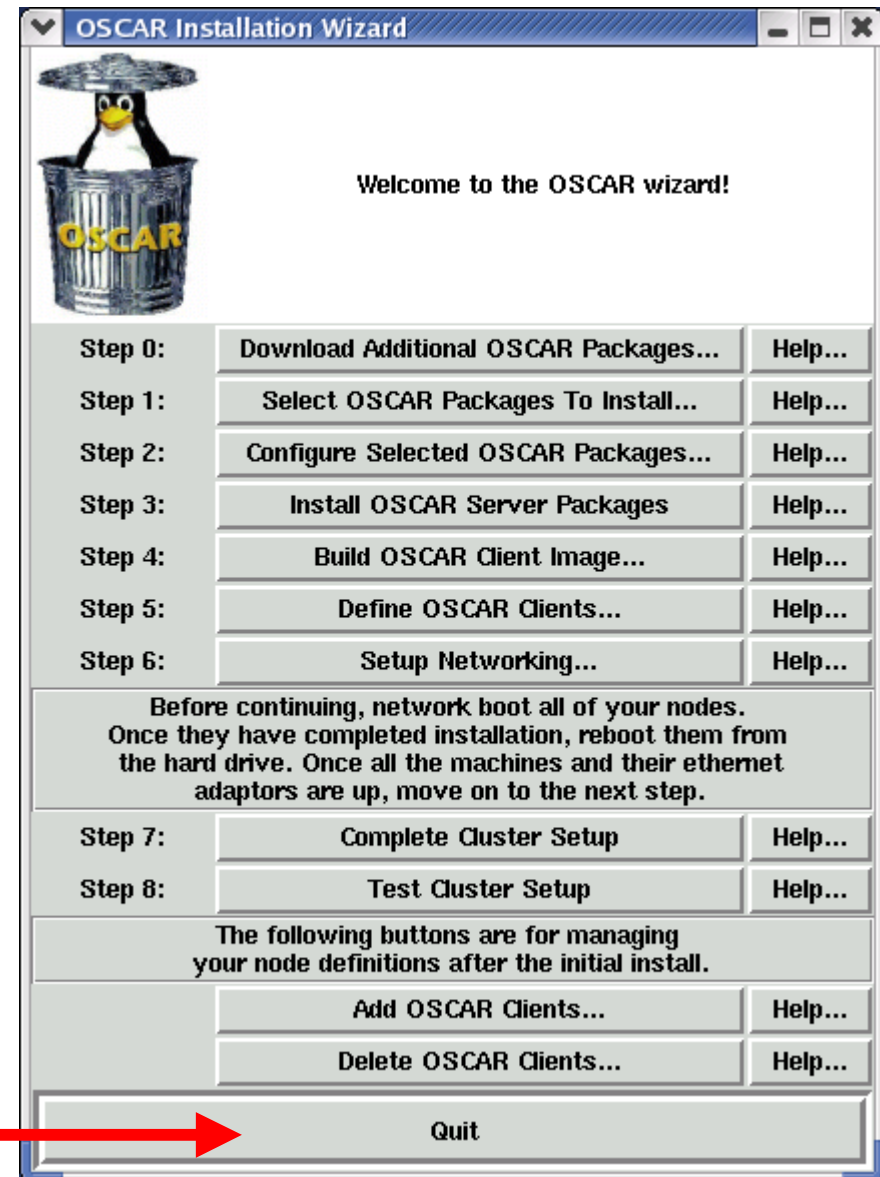 OSCAR Installation Wizard
OSCAR
Welcome to the OSCAR wizard!
Step 0: Download Additional OSCAR Packages... Help...
Step 1: Select OSCAR Packages To Install... Help...
Step 2: Configure Selected OSCAR Packages... Help...
Step 3: Install OSCAR Server Packages Help...
Step 4: Build OSCAR Client Image... Help...
Step 5: Define OSCAR Clients... Help...
Step 6: Setup Networking... Help...
Before continuing, network boot all of your nodes.
Once they have completed installation, reboot them from
the hard drive. Once all the machines and their ethernet
adaptors are up, move on to the next step.
Step 7: Complete Cluster Setup Help...
Step 8: Test Cluster Setup Help...
The following buttons are for managing
your node definitions after the initial install.
Add OSCAR Clients... Help...
Delete OSCAR Clients... Help...
Quit